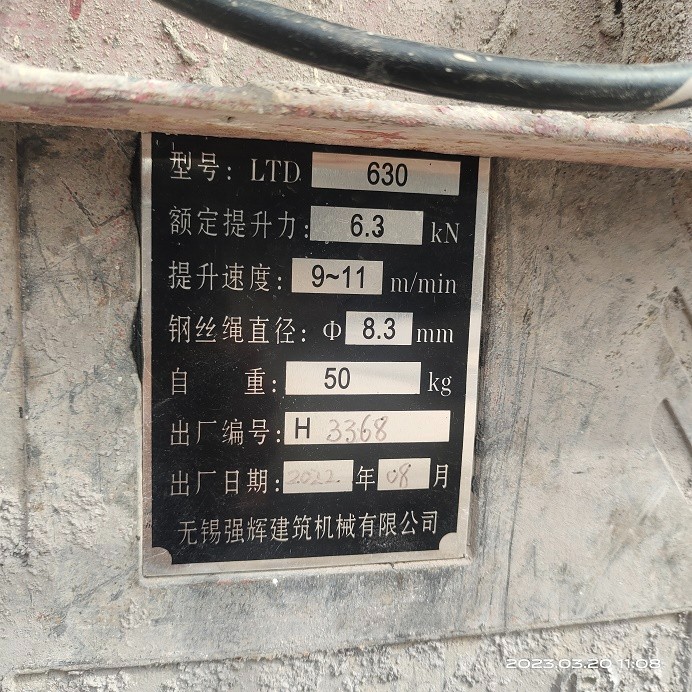 型号: LTD 630
额定提升力: 6.3 kN
提升速度: 9~11 m/min
钢丝绳直径: Φ 8.3 mm
自 重: 50 kg
出厂编号: H 3368
出厂日期: 2022. 年 08 月
无锡强辉建筑机械有限公司
2023.03.20 11:08